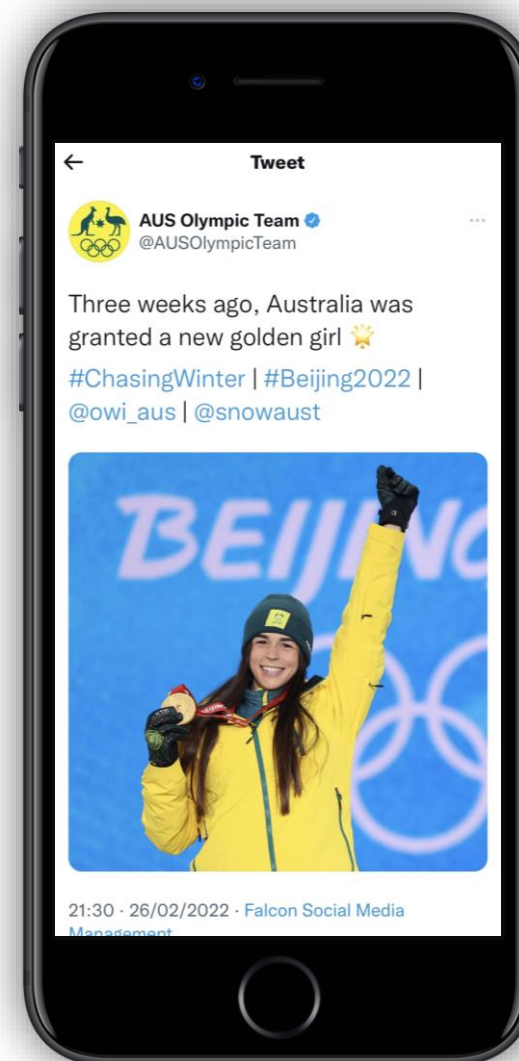 Tweet
AUS Olympic Team
@AUSOlympicTeam
Three weeks ago, Australia was
granted a new golden girl 🌟
#ChasingWinter | #Beijing2022 |
@owi_aus | @snowaust
BEIJING
21:30 · 26/02/2022 · Falcon Social Media
Management